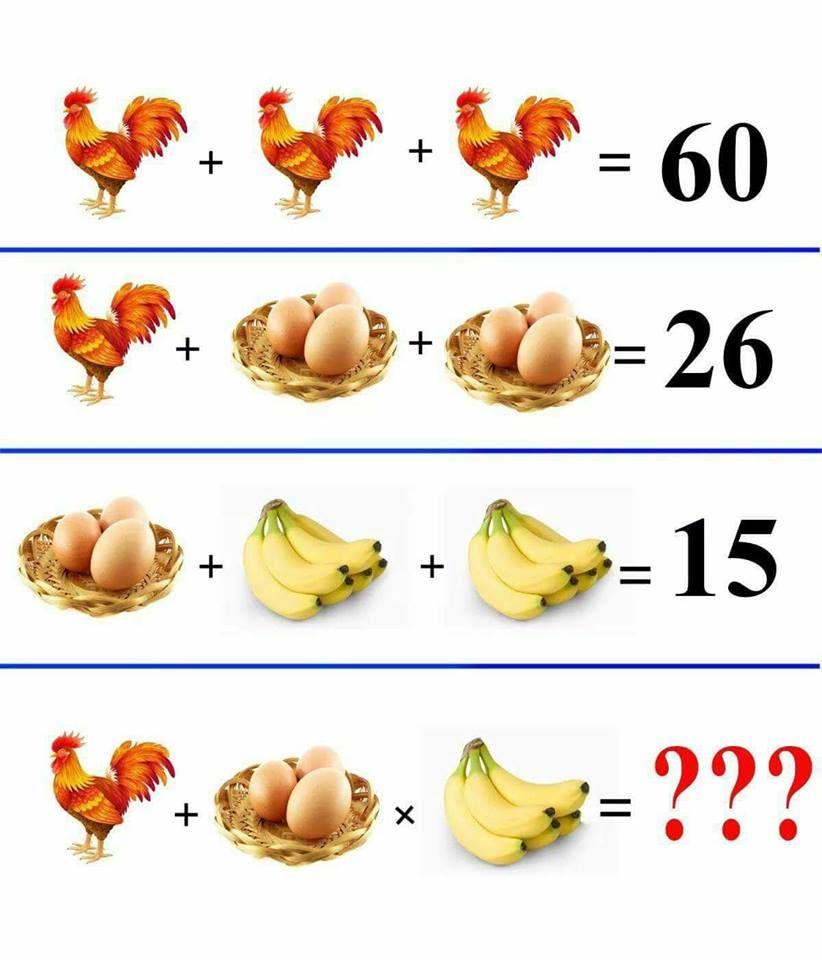 + + = 60
+ + = 26
+ + = 15
+ × = ???